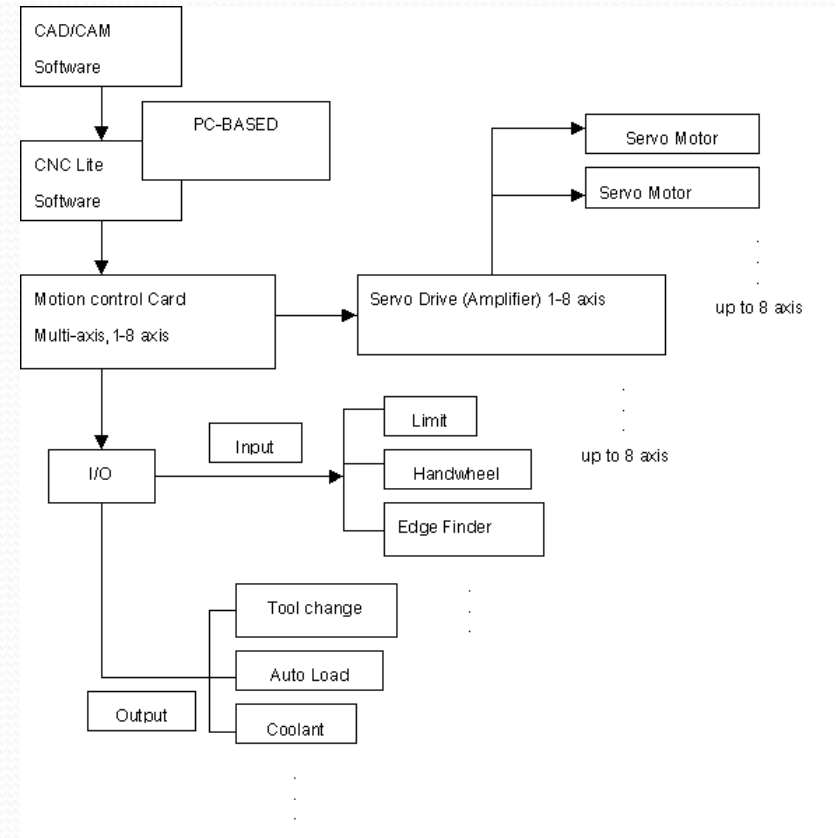 CAD/CAM
Software
PC-BASED
CNC Lite
Software
Servo Motor
Servo Motor
.
.
.
up to 8 axis
Motion control Card
Multi-axis, 1-8 axis
Servo Drive (Amplifier) 1-8 axis
.
.
.
up to 8 axis
I/O
Input
Limit
Handwheel
Edge Finder
.
.
.
Tool change
Auto Load
Coolant
Output
.
.
.